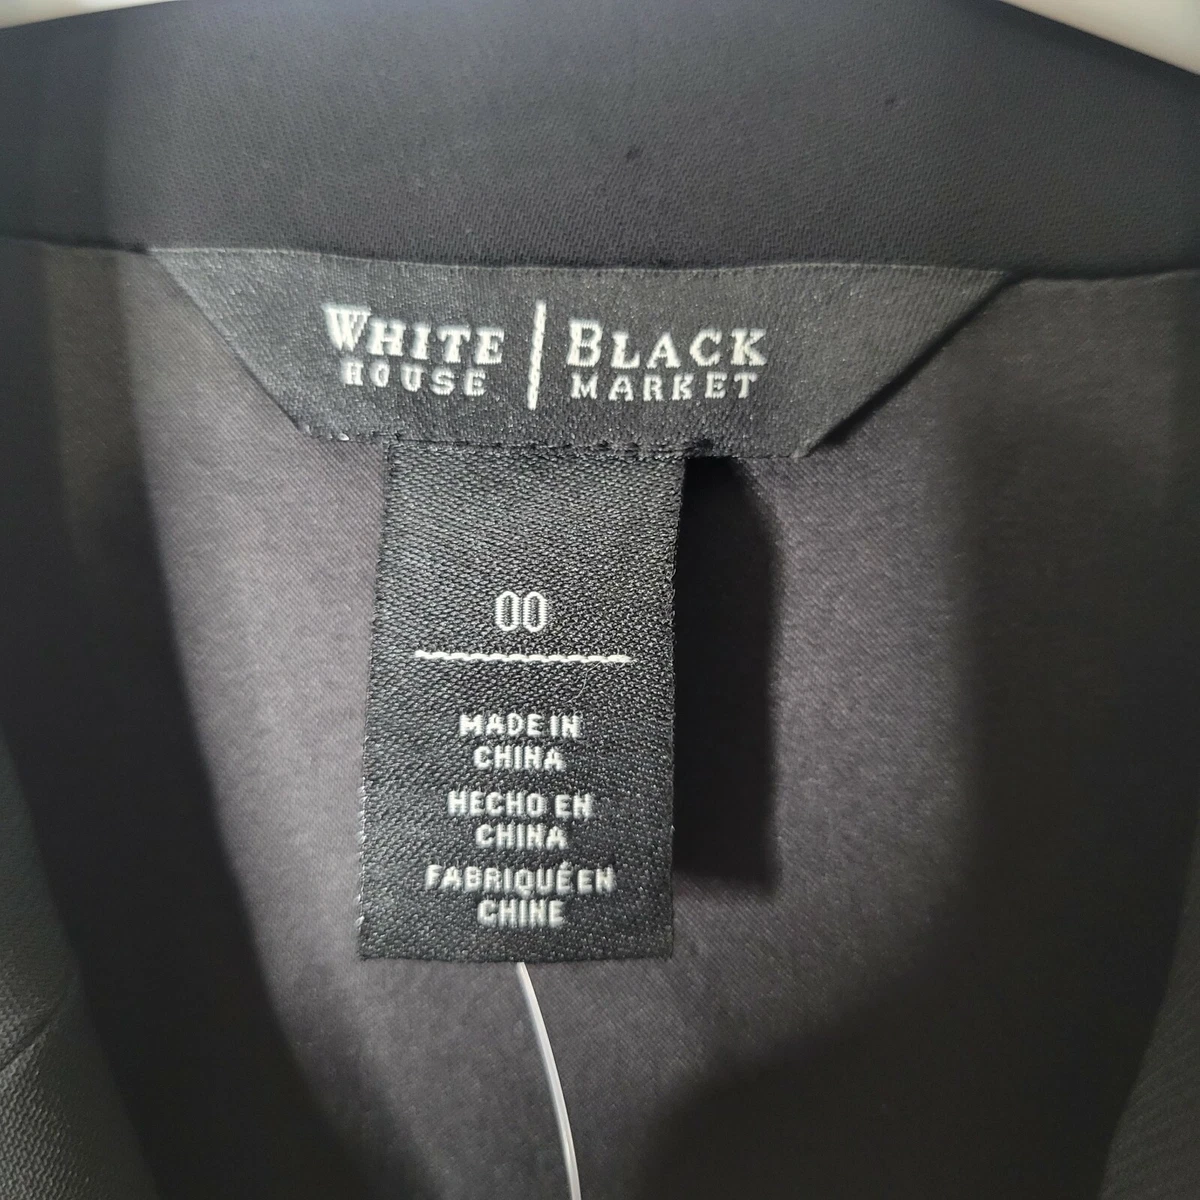 WHITE | BLACK
HOUSE | MARKET
00
MADE IN
CHINA
HECHO EN
CHINA
FABRIQUÉ EN
CHINE